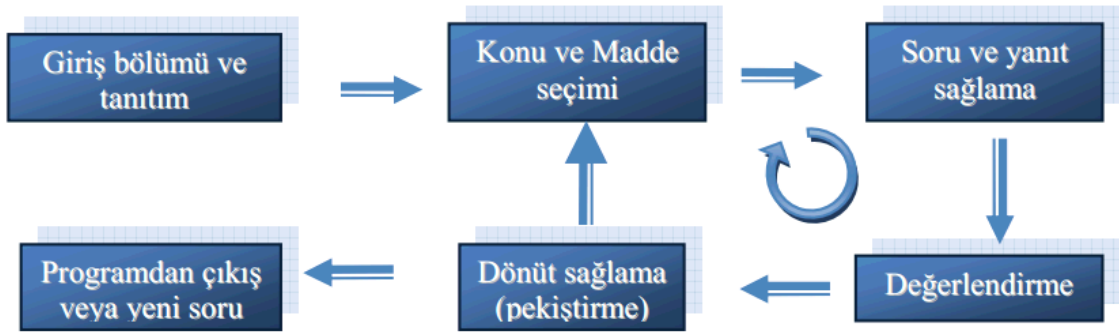 Giriş bölümü ve
tanıtım
Konu ve Madde
seçimi
Soru ve yanıt
sağlama
Değerlendirme
Dönüt sağlama
(pekiştirme)
Programdan çıkış
veya yeni soru